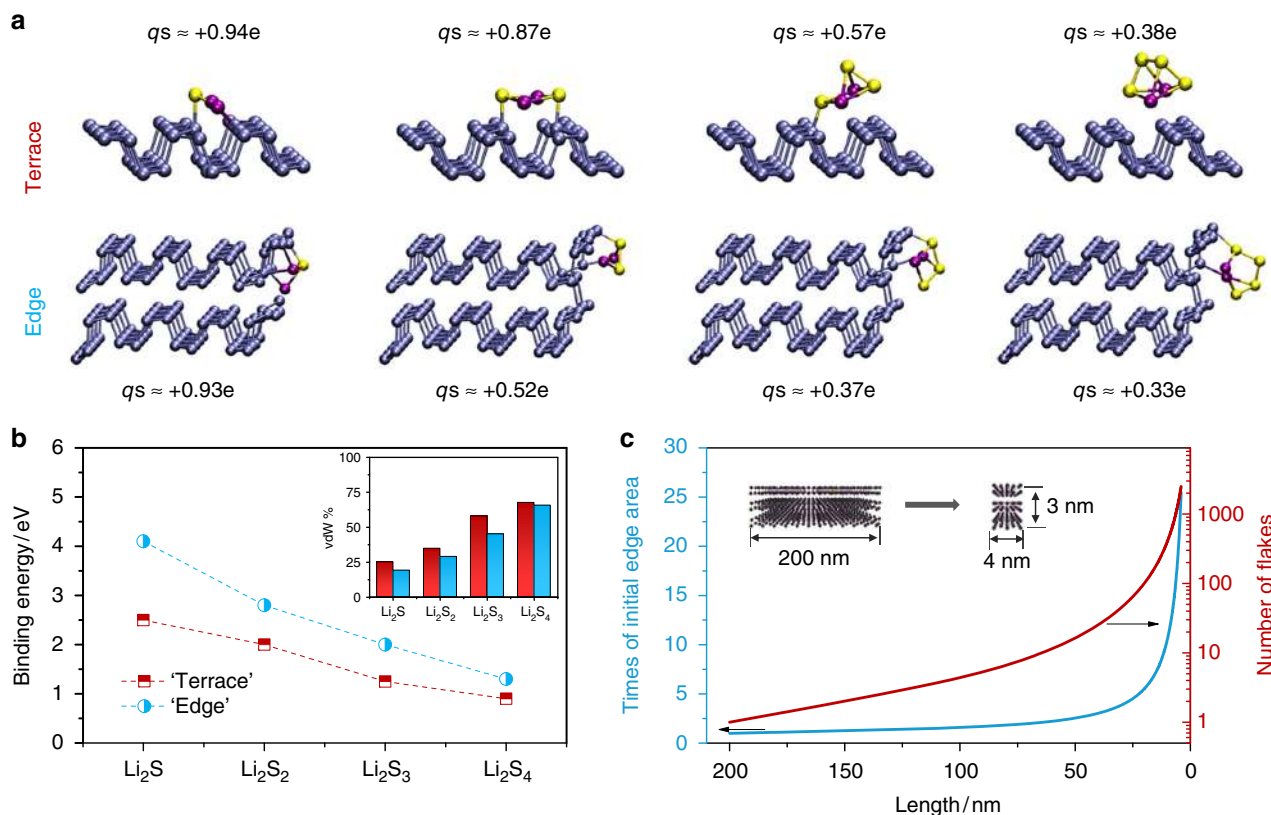 a
qs ≈ +0.94e
qs ≈ +0.87e
qs ≈ +0.57e
qs ≈ +0.38e
Terrace
Edge
qs ≈ +0.93e
qs ≈ +0.52e
qs ≈ +0.37e
qs ≈ +0.33e
b
Binding energy / eV
6
5
4
3
2
1
0
Li₂S
Li₂S₂
Li₂S₃
Li₂S₄
'Terrace'
'Edge'
vdW %
100
75
50
25
0
Li₂S
Li₂S₂
Li₂S₃
Li₂S₄
c
Times of initial edge area
30
25
20
15
10
5
0
200 nm
3 nm
4 nm
1000
100
10
1
Number of flakes
200
150
100
50
0
Length / nm